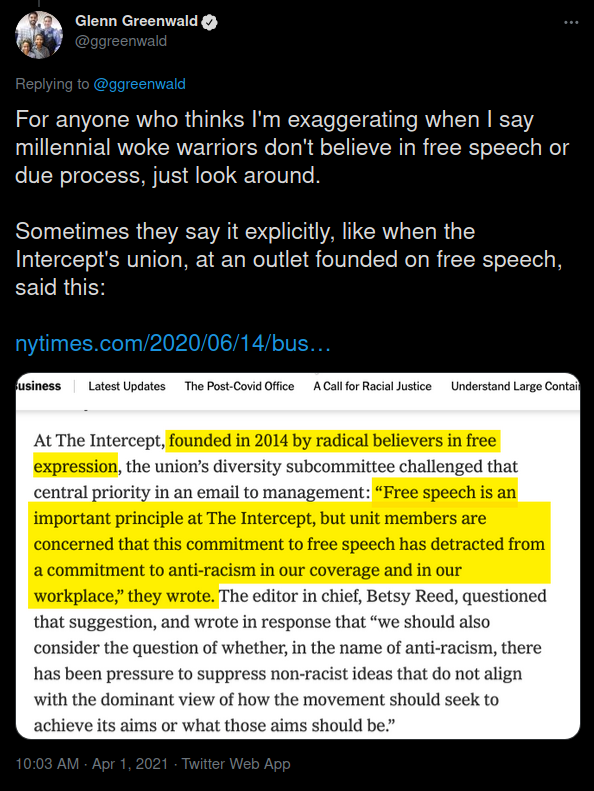 Glenn Greenwald
@ggreenwald
Replying to @ggreenwald
For anyone who thinks I'm exaggerating when I say
millennial woke warriors don't believe in free speech or
due process, just look around.
Sometimes they say it explicitly, like when the
Intercept's union, at an outlet founded on free speech,
said this:
nytimes.com/2020/06/14/bus…
usiness | Latest Updates The Post-Covid Office A Call for Racial Justice Understand Large Contai
At The Intercept, founded in 2014 by radical believers in free
expression, the union’s diversity subcommittee challenged that
central priority in an email to management: “Free speech is an
important principle at The Intercept, but unit members are
concerned that this commitment to free speech has detracted from
a commitment to anti-racism in our coverage and in our
workplace,” they wrote. The editor in chief, Betsy Reed, questioned
that suggestion, and wrote in response that “we should also
consider the question of whether, in the name of anti-racism, there
has been pressure to suppress non-racist ideas that do not align
with the dominant view of how the movement should seek to
achieve its aims or what those aims should be.”
10:03 AM · Apr 1, 2021 · Twitter Web App